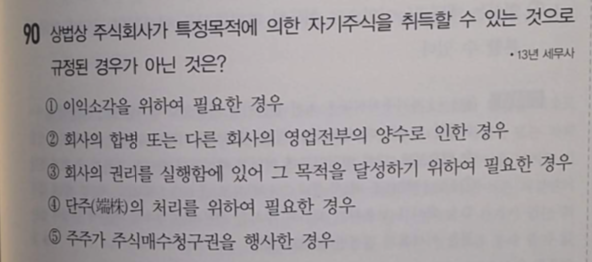 90 상법상 주식회사가 특정목적에 의한 자기주식을 취득할 수 있는 것으로
규정된 경우가 아닌 것은?
• 13년 세무사
① 이익소각을 위하여 필요한 경우
② 회사의 합병 또는 다른 회사의 영업전부의 양수로 인한 경우
③ 회사의 권리를 실행함에 있어 그 목적을 달성하기 위하여 필요한 경우
④ 단주(端株)의 처리를 위하여 필요한 경우
⑤ 주주가 주식매수청구권을 행사한 경우